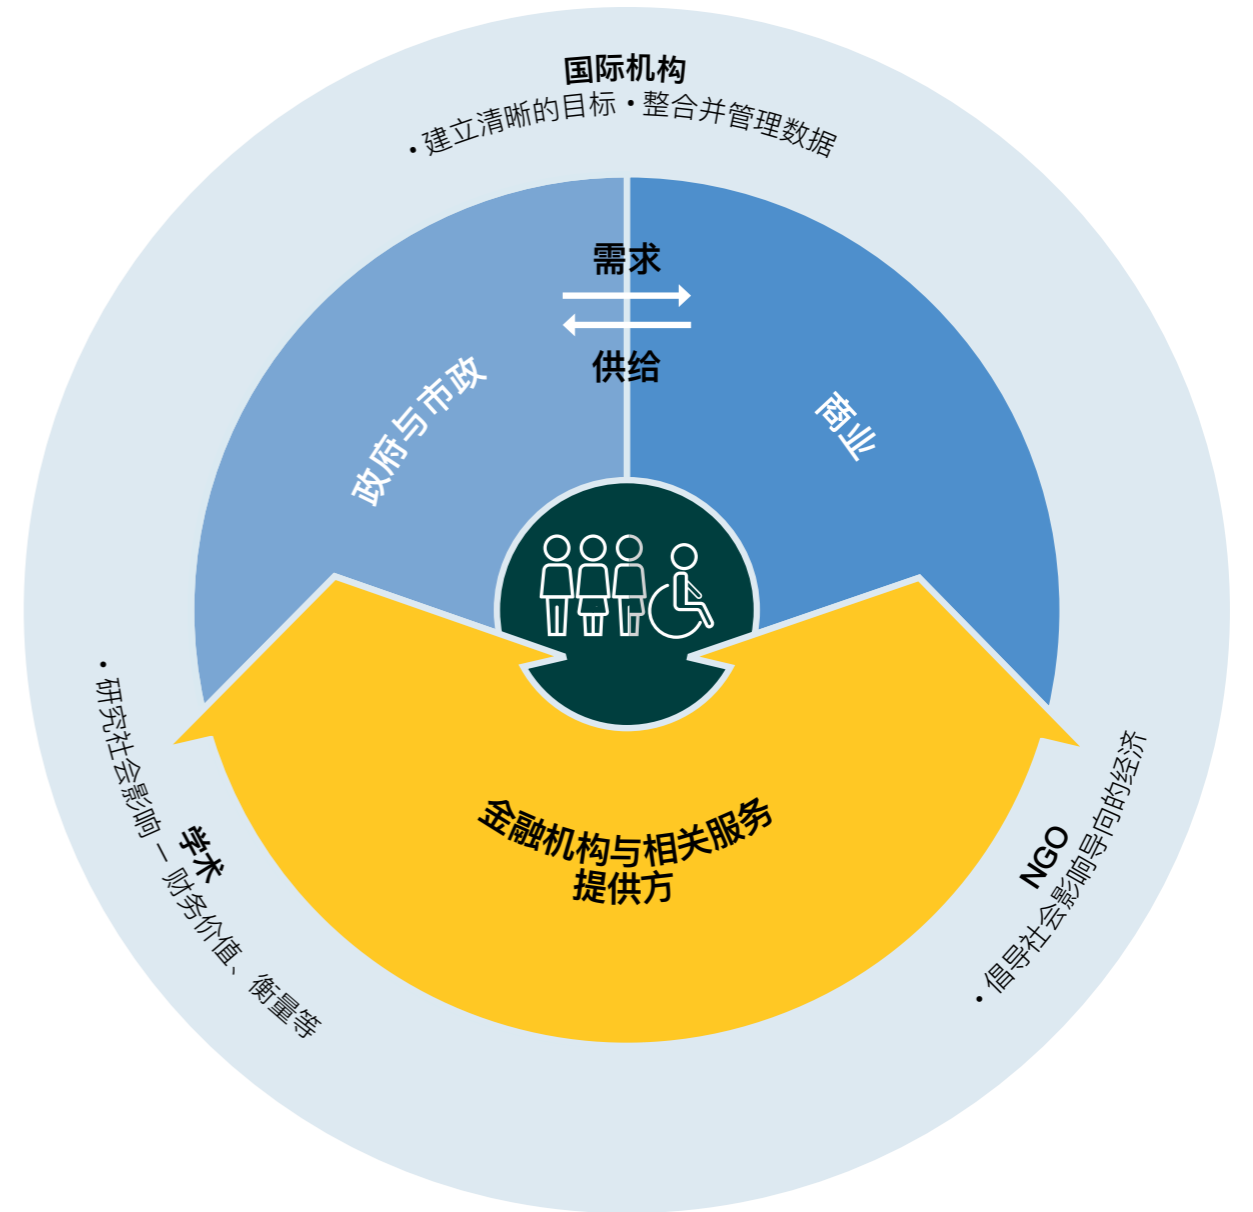 国际机构
• 建立清晰的目标 • 整合并管理数据
需求
供给
政府与市政
商业
金融机构与相关服务
提供方
学术
• 研究社会影响 — 财务价值、衡量等
NGO
• 倡导社会影响导向的经济